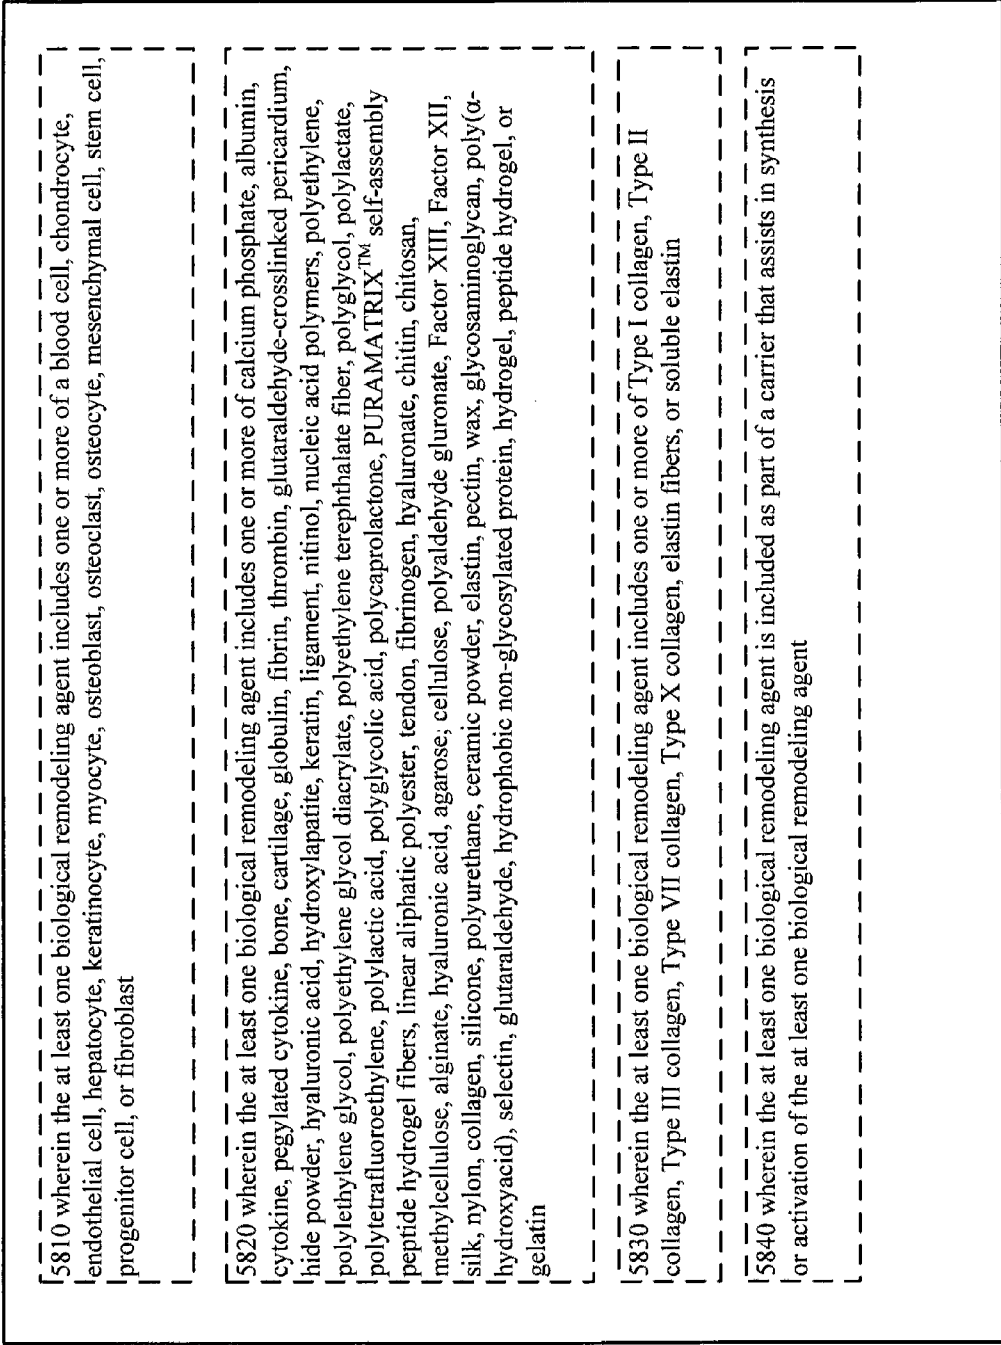 5810 wherein the at least one biological remodeling agent includes one or more of a blood cell, chondrocyte,
endothelial cell, hepatocyte, keratinocyte, myocyte, osteoblast, osteoclast, osteocyte, mesenchymal cell, stem cell,
progenitor cell, or fibroblast
5820 wherein the at least one biological remodeling agent includes one or more of calcium phosphate, albumin,
cytokine, pegylated cytokine, bone, cartilage, globulin, fibrin, thrombin, glutaraldehyde-crosslinked pericardium,
hide powder, hyaluronic acid, hydroxylapatite, keratin, ligament, nitinol, nucleic acid polymers, polyethylene,
polylethylene glycol, polyethylene glycol diacrylate, polyethylene terephthalate fiber, polyglycol, polylactate,
polytetrafluoroethylene, polylactic acid, polyglycolic acid, polycaprolactone, PURAMATRIX™ self-assembly
peptide hydrogel fibers, linear aliphatic polyester, tendon, fibrinogen, hyaluronate, chitin, chitosan,
methylcellulose, alginate, hyaluronic acid, agarose; cellulose, polyaldehyde gluronate, Factor XIII, Factor XII,
silk, nylon, collagen, silicone, polyurethane, ceramic powder, elastin, pectin, wax, glycosaminoglycan, poly(α-
hydroxyacid), selectin, glutaraldehyde, hydrophobic non-glycosylated protein, hydrogel, peptide hydrogel, or
gelatin
5830 wherein the at least one biological remodeling agent includes one or more of Type I collagen, Type II
collagen, Type III collagen, Type VII collagen, Type X collagen, elastin fibers, or soluble elastin
5840 wherein the at least one biological remodeling agent is included as part of a carrier that assists in synthesis
or activation of the at least one biological remodeling agent